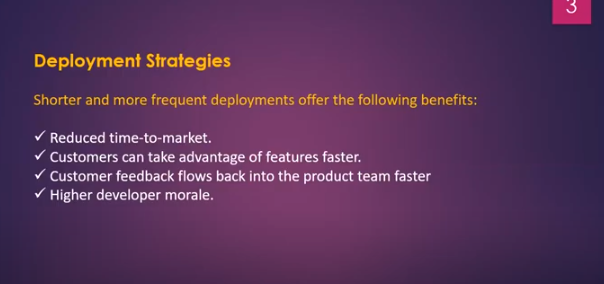 3
Deployment Strategies
Shorter and more frequent deployments offer the following benefits:
✓ Reduced time-to-market.
✓ Customers can take advantage of features faster.
✓ Customer feedback flows back into the product team faster
✓ Higher developer morale.